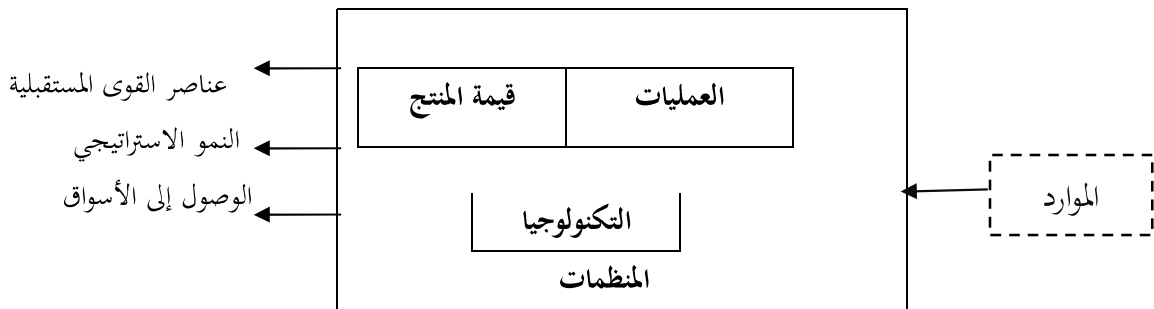 العمليات
قيمة المنتج
عناصر القوى المستقبلية
النمو الاستراتيجي
الوصول إلى الأسواق
الموارد
التكنولوجيا
المنظمات